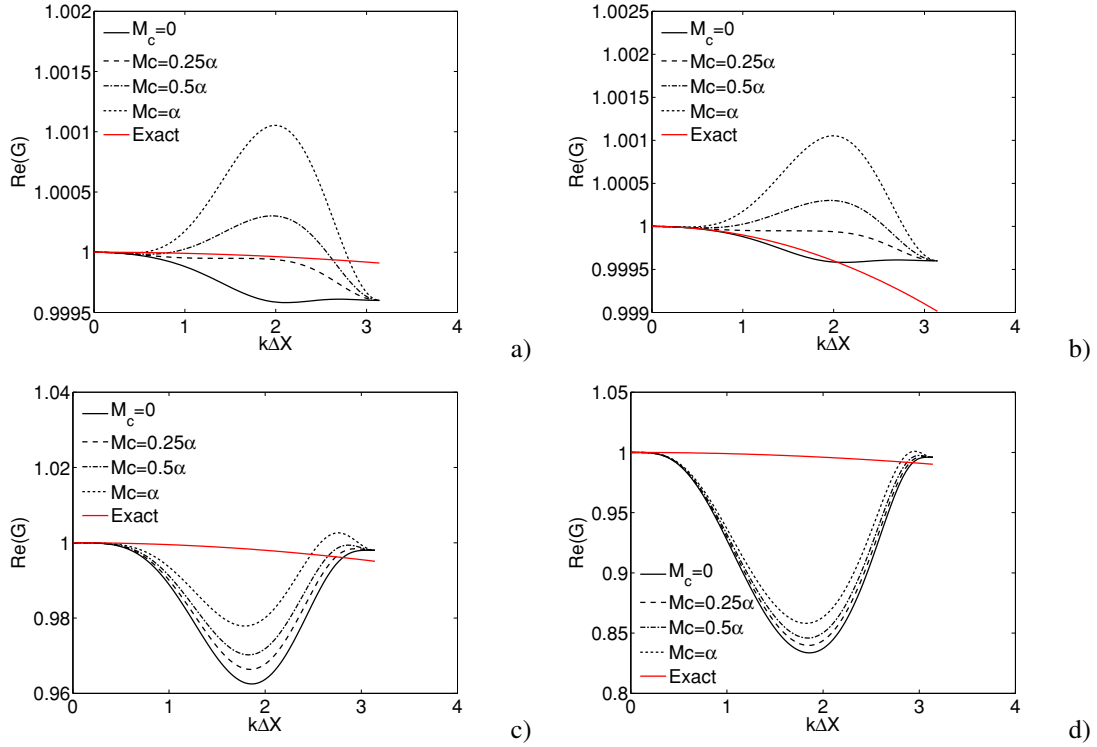 1.002
1.0015
1.001
1.0005
1
0.9995
Re(G)
M_c=0
Mc=0.25α
Mc=0.5α
Mc=α
Exact
0 1 2 3 4
kΔX
a)
1.0025
1.002
1.0015
1.001
1.0005
1
0.9995
0.999
Re(G)
M_c=0
Mc=0.25α
Mc=0.5α
Mc=α
Exact
0 1 2 3 4
kΔX
b)
1.04
1.02
1
0.98
0.96
Re(G)
M_c=0
Mc=0.25α
Mc=0.5α
Mc=α
Exact
0 1 2 3 4
kΔX
c)
1.05
1
0.95
0.9
0.85
0.8
Re(G)
M_c=0
Mc=0.25α
Mc=0.5α
Mc=α
Exact
0 1 2 3 4
kΔX
d)